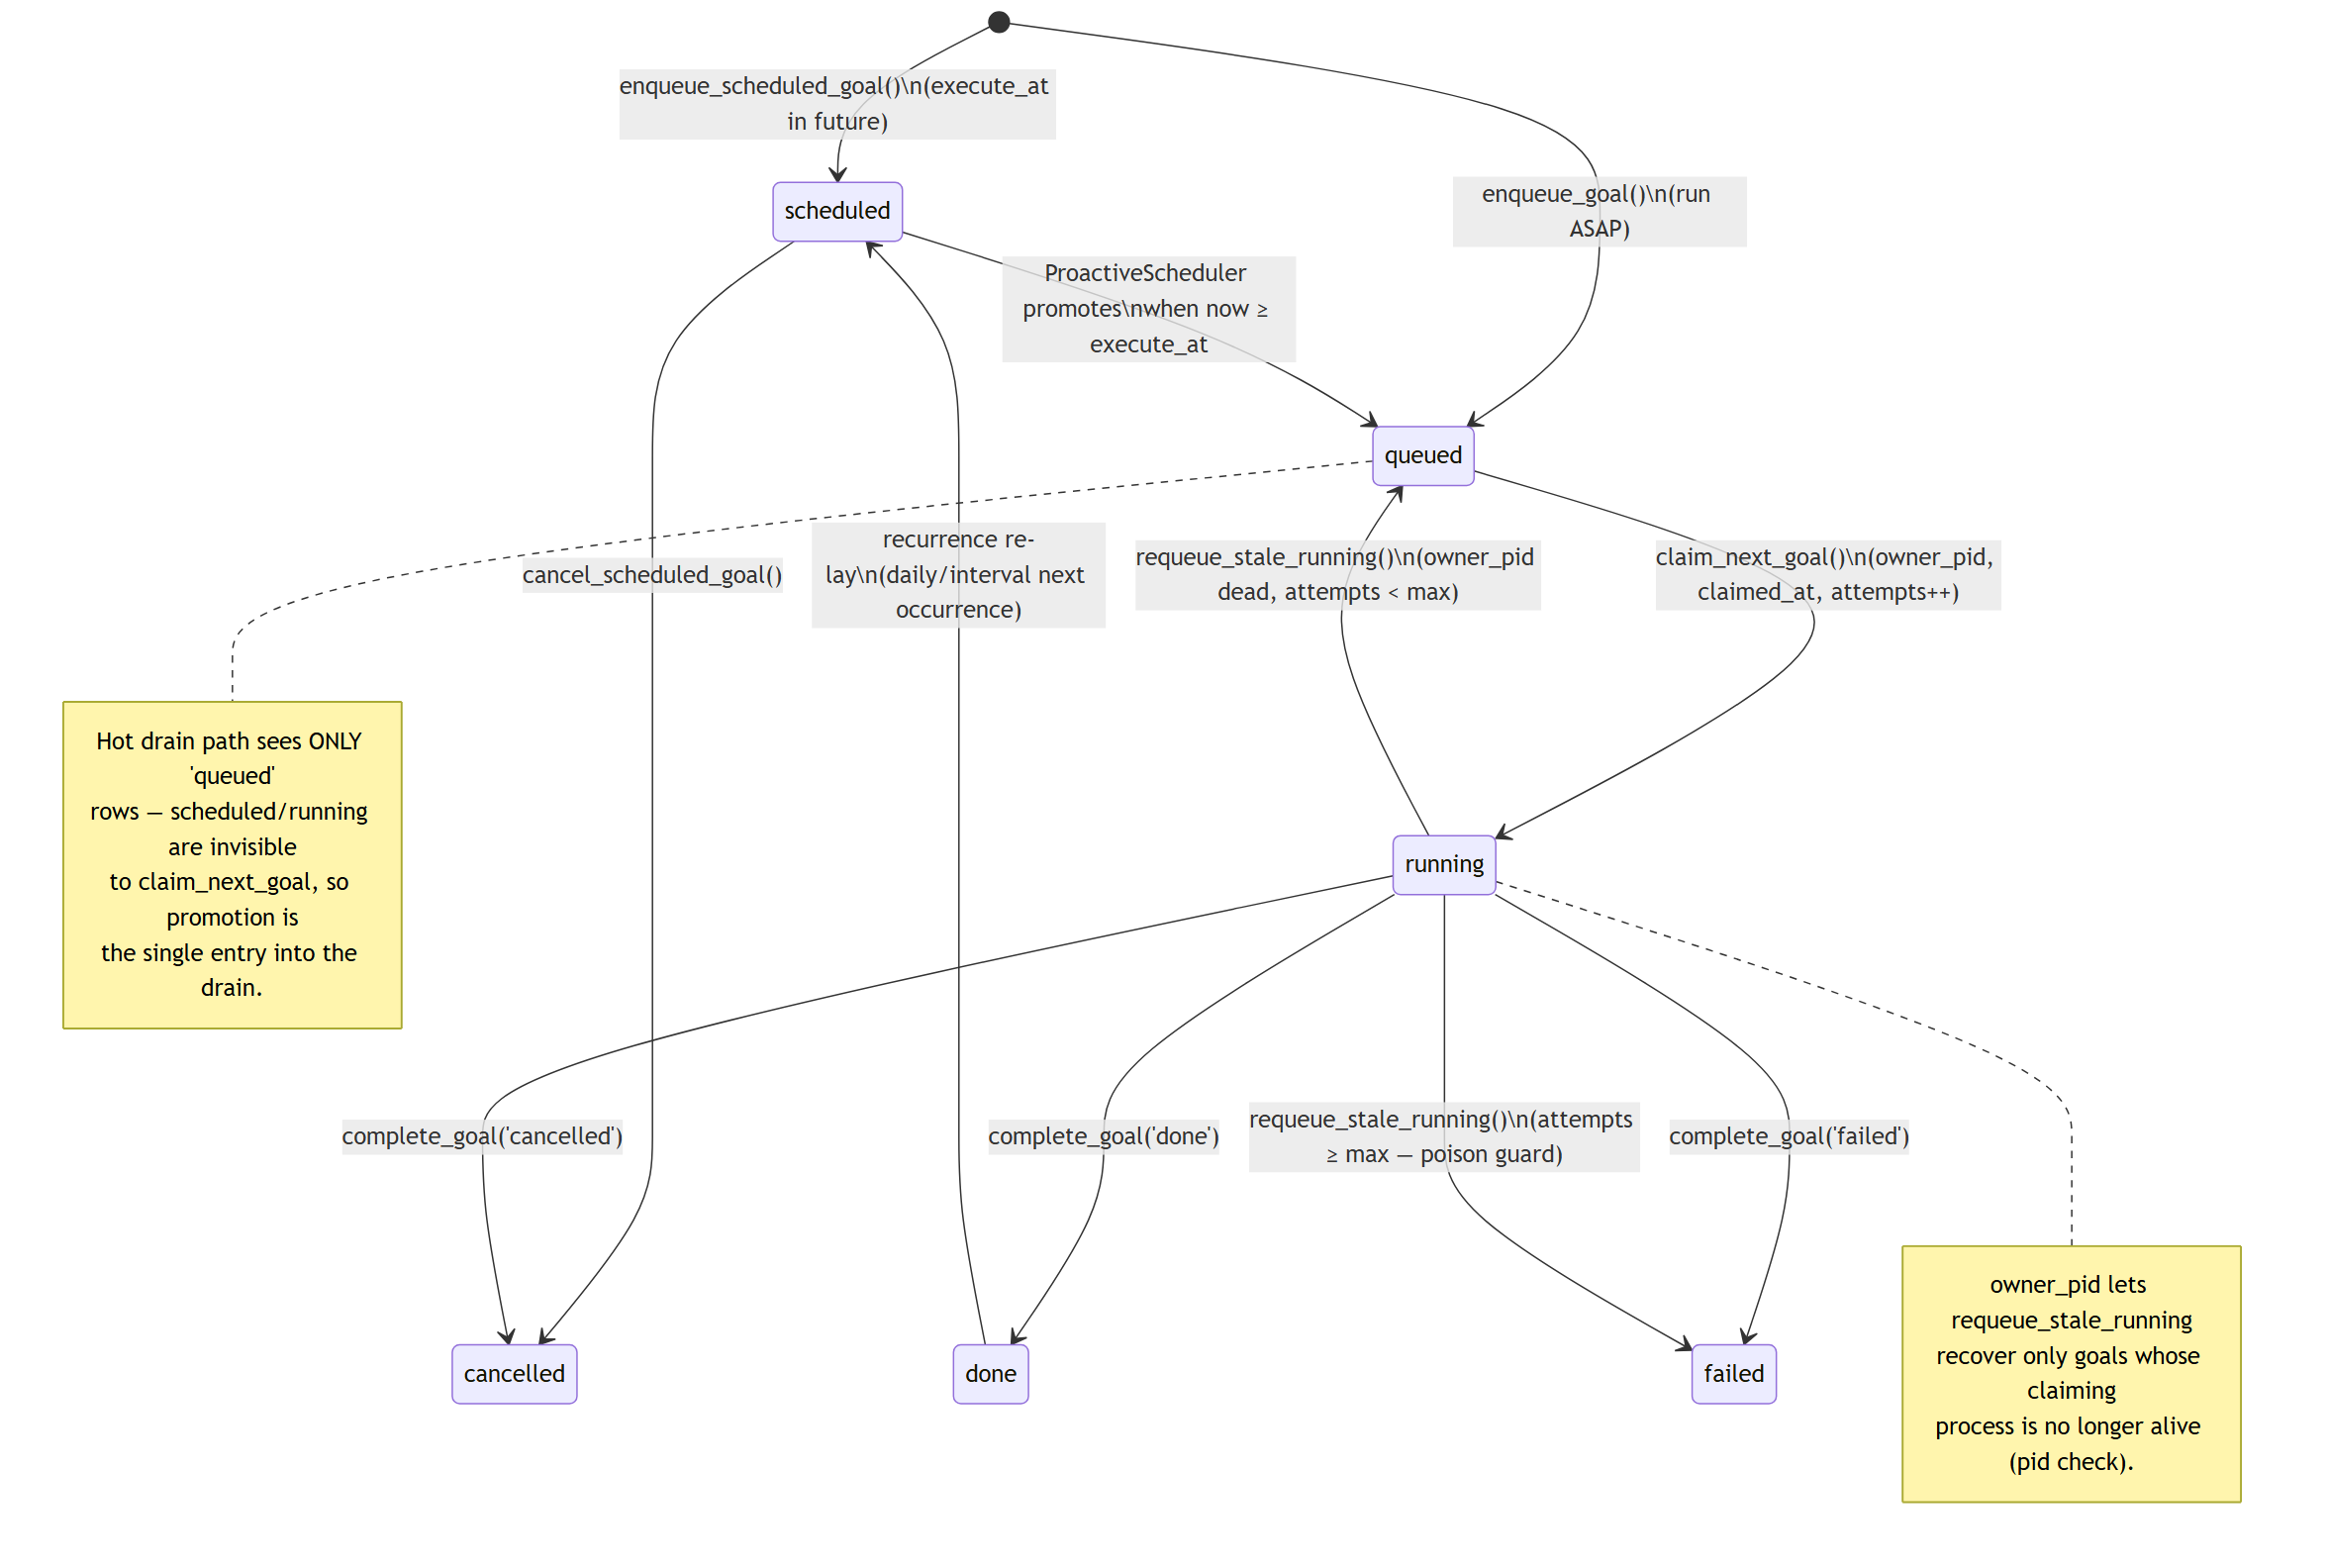 enqueue_scheduled_goal()\n(execute_at
in future)
enqueue_goal()\n(run
ASAP)
scheduled
ProactiveScheduler
promotes\nwhen now ≥
execute_at
queued
cancel_scheduled_goal()
recurrence re-
lay\n(daily/interval next
occurrence)
requeue_stale_running()\n(owner_pid
dead, attempts < max)
claim_next_goal()\n(owner_pid,
claimed_at, attempts++)
Hot drain path sees ONLY
'queued'
rows — scheduled/running
are invisible
to claim_next_goal, so
promotion is
the single entry into the
drain.
running
complete_goal('cancelled')
complete_goal('done')
requeue_stale_running()\n(attempts
≥ max — poison guard)
complete_goal('failed')
cancelled
done
failed
owner_pid lets
requeue_stale_running
recover only goals whose
claiming
process is no longer alive
(pid check).